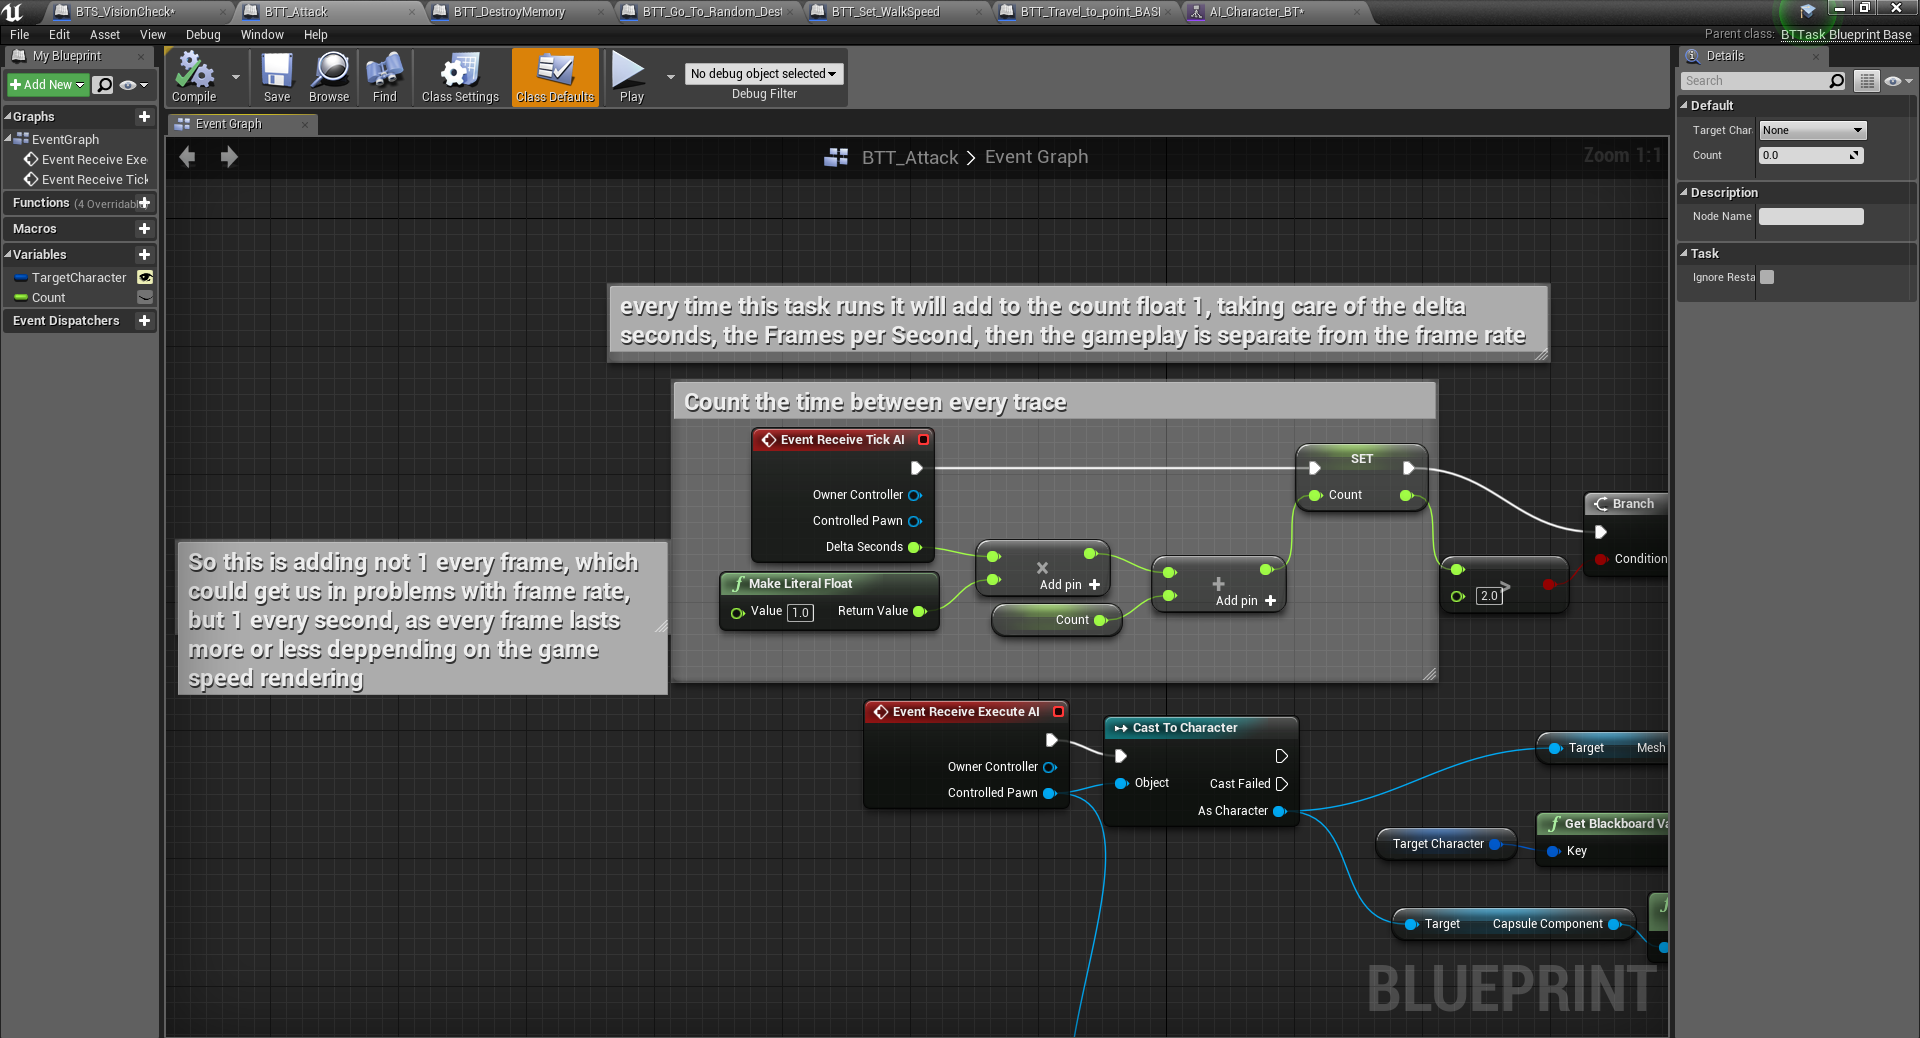 BTS_VisionCheck*
BTT_Attack
BTT_DestroyMemory
BTT_Go_To_Random_Dest
BTT_Set_WalkSpeed
BTT_Travel_to_point_BASI
AI_Character_BT*
File Edit Asset View Debug Window Help
Parent class: BTTask Blueprint Base
My Blueprint
Add New
Compile
Save
Browse
Find
Class Settings
Class Defaults
Play
No debug object selected
Debug Filter
Details
Search
Graphs
EventGraph
Event Receive Exe
Event Receive Tick
Functions (4 Overridabl
Macros
Variables
TargetCharacter
Count
Event Dispatchers
Event Graph
BTT_Attack > Event Graph
Zoom 1:1
every time this task runs it will add to the count float 1, taking care of the delta
seconds, the Frames per Second, then the gameplay is separate from the frame rate
Count the time between every trace
Event Receive Tick AI
Owner Controller
Controlled Pawn
Delta Seconds
f Make Literal Float
Value 1.0 Return Value
Add pin +
Count
Add pin +
SET
Count
2.0 >
Branch
Condition
So this is adding not 1 every frame, which
could get us in problems with frame rate,
but 1 every second, as every frame lasts
more or less deppending on the game
speed rendering
Event Receive Execute AI
Owner Controller
Controlled Pawn
Cast To Character
Object
Cast Failed
As Character
Target Mesh
Target Character
f Get Blackboard Va
Key
Target Capsule Component
f
BLUEPRINT
Default
Target Char None
Count 0.0
Description
Node Name
Task
Ignore Resta